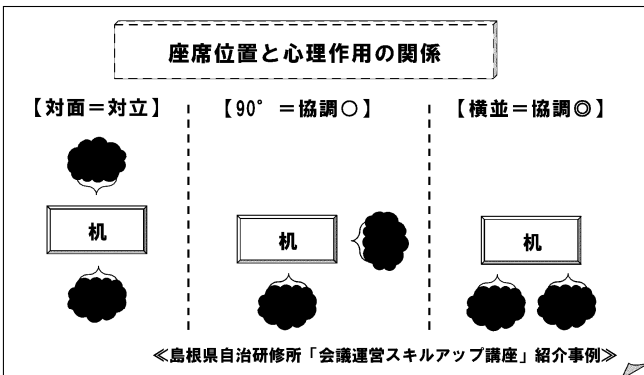 座席位置と心理作用の関係
【対面＝対立】
【90°＝協調○】
【横並＝協調◎】
机
机
机
≪島根県自治研修所「会議運営スキルアップ講座」紹介事例≫